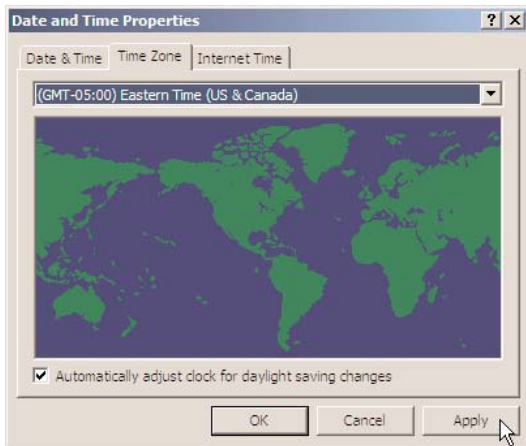 Date and Time Properties
Date & Time Time Zone Internet Time
(GMT-05:00) Eastern Time (US & Canada)
Automatically adjust clock for daylight saving changes
OK Cancel Apply